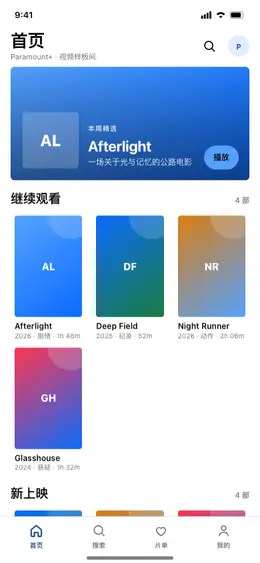 9:41
首页
Paramount+ · 视频样板间
P
AL
本周精选
Afterlight
一场关于光与记忆的公路电影
播放
继续观看
4 部
AL
DF
NR
Afterlight
Deep Field
Night Runner
2026 · 剧情 · 1h 48m
2025 · 纪录 · 52m
2026 · 动作 · 2h 06m
GH
Glasshouse
2024 · 悬疑 · 1h 32m
新上映
4 部
首页
搜索
片单
我的